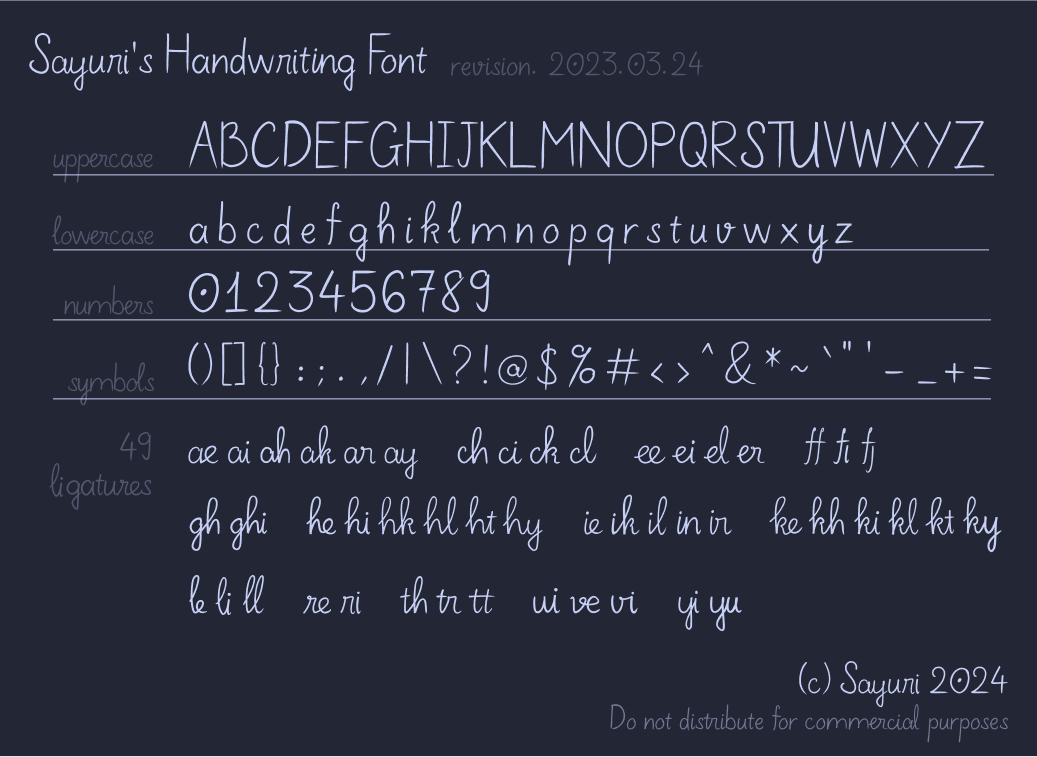 Sayuri's Handwriting Font revision. 2023.03.24
uppercase ABCDEFGHIJKLMNOPQRSTUVWXYZ
lowercase a b c d e f g h i k l m n o p q r s t u v w x y z
numbers 0123456789
symbols () [] {} : ; . , / | \ ? ! @ $ % # < > ^ & * ~ ` " ' - _ + =
49 ae ai ah ak ar ay ch ci ck cl ee ei el er ff fi fj
ligatures
gh ghi he hi hk hl ht hy ie ik il in ir ke kh ki kl kt ky
le li ll re ri th tr tt ui ve vi yi yu
(c) Sayuri 2024
Do not distribute for commercial purposes